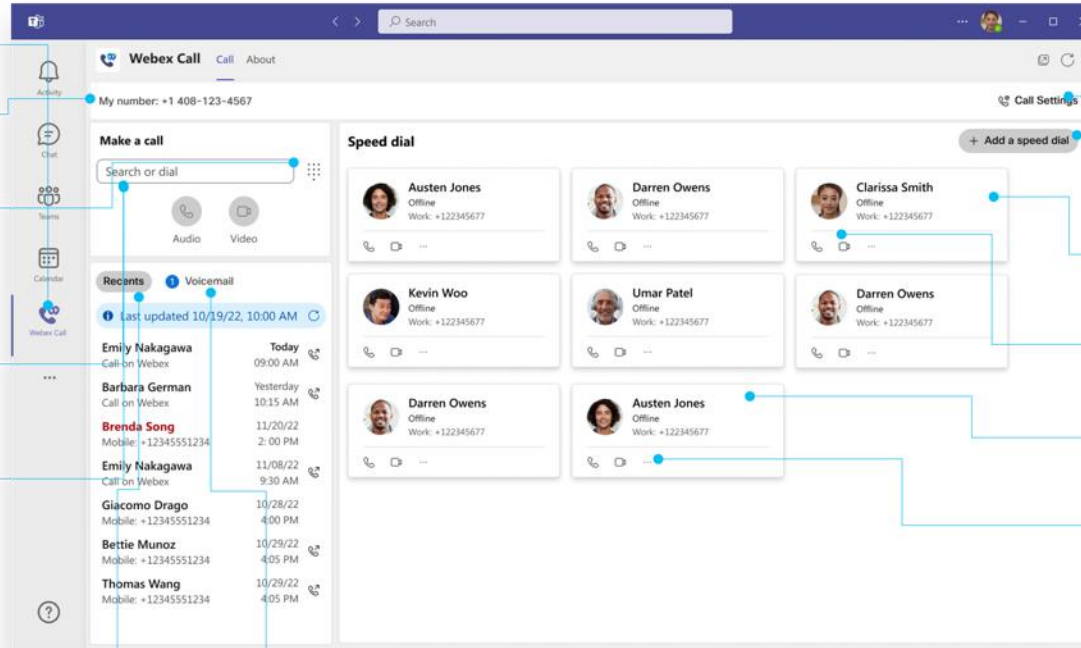 Search
Webex Call Call About
Activity
My number: +1 408-123-4567
Call Settings
Chat
Teams
Calendar
Webex Call
Make a call
Search or dial
Audio Video
Recents 1 Voicemail
Last updated 10/19/22, 10:00 AM
Emily Nakagawa Today
Call on Webex 09:00 AM
Barbara German Yesterday
Call on Webex 10:15 AM
Brenda Song 11/20/22
Mobile: +12345551234 2: 00 PM
Emily Nakagawa 11/08/22
Call on Webex 9:30 AM
Giacomo Drago 10/28/22
Mobile: +12345551234 4:00 PM
Bettie Munoz 10/29/22
Mobile: +12345551234 4:05 PM
Thomas Wang 10/29/22
Mobile: +12345551234 4:05 PM
Speed dial
+ Add a speed dial
Austen Jones
Offline
Work: +122345677
Darren Owens
Offline
Work: +122345677
Clarissa Smith
Offline
Work: +122345677
Kevin Woo
Offline
Work: +122345677
Umar Patel
Offline
Work: +122345677
Darren Owens
Offline
Work: +122345677
Darren Owens
Offline
Work: +122345677
Austen Jones
Offline
Work: +122345677